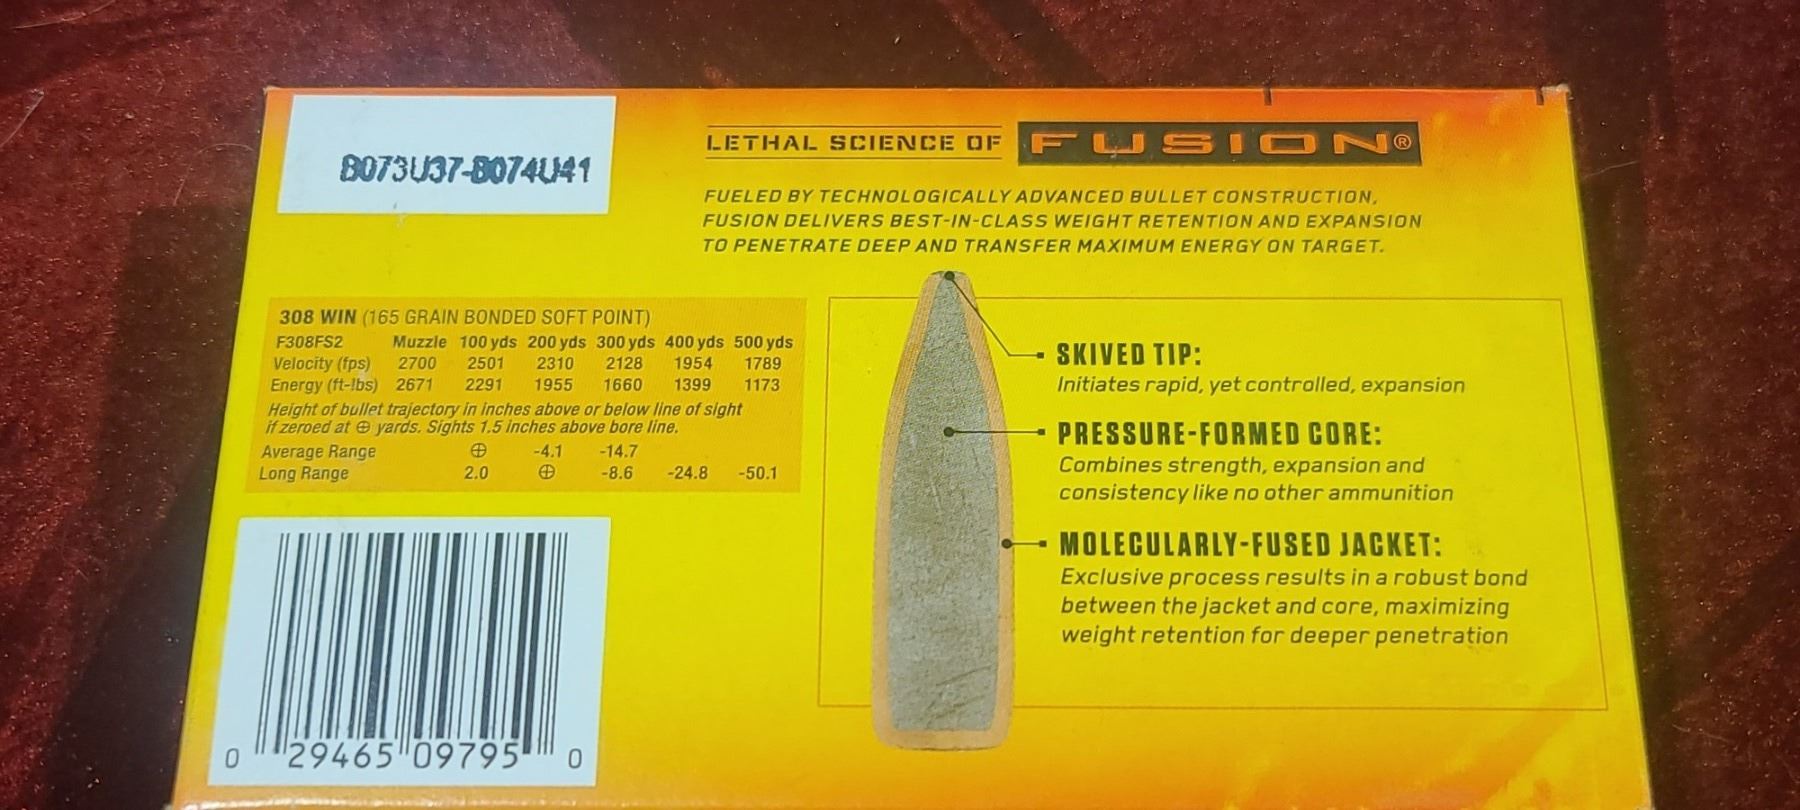 B073U37-B074U41
LETHAL SCIENCE OF FUSION®
FUELED BY TECHNOLOGICALLY ADVANCED BULLET CONSTRUCTION,
FUSION DELIVERS BEST-IN-CLASS WEIGHT RETENTION AND EXPANSION
TO PENETRATE DEEP AND TRANSFER MAXIMUM ENERGY ON TARGET.
308 WIN (165 GRAIN BONDED SOFT POINT)
F308FS2 Muzzle 100 yds 200 yds 300 yds 400 yds 500 yds
Velocity (fps) 2700 2501 2310 2128 1954 1789
Energy (ft-lbs) 2671 2291 1955 1660 1399 1173
Height of bullet trajectory in inches above or below line of sight
if zeroed at ⊕ yards. Sights 1.5 inches above bore line.
Average Range ⊕ -4.1 -14.7
Long Range 2.0 ⊕ -8.6 -24.8 -50.1
SKIVED TIP:
Initiates rapid, yet controlled, expansion
PRESSURE-FORMED CORE:
Combines strength, expansion and
consistency like no other ammunition
MOLECULARLY-FUSED JACKET:
Exclusive process results in a robust bond
between the jacket and core, maximizing
weight retention for deeper penetration
0 29465 09795 0